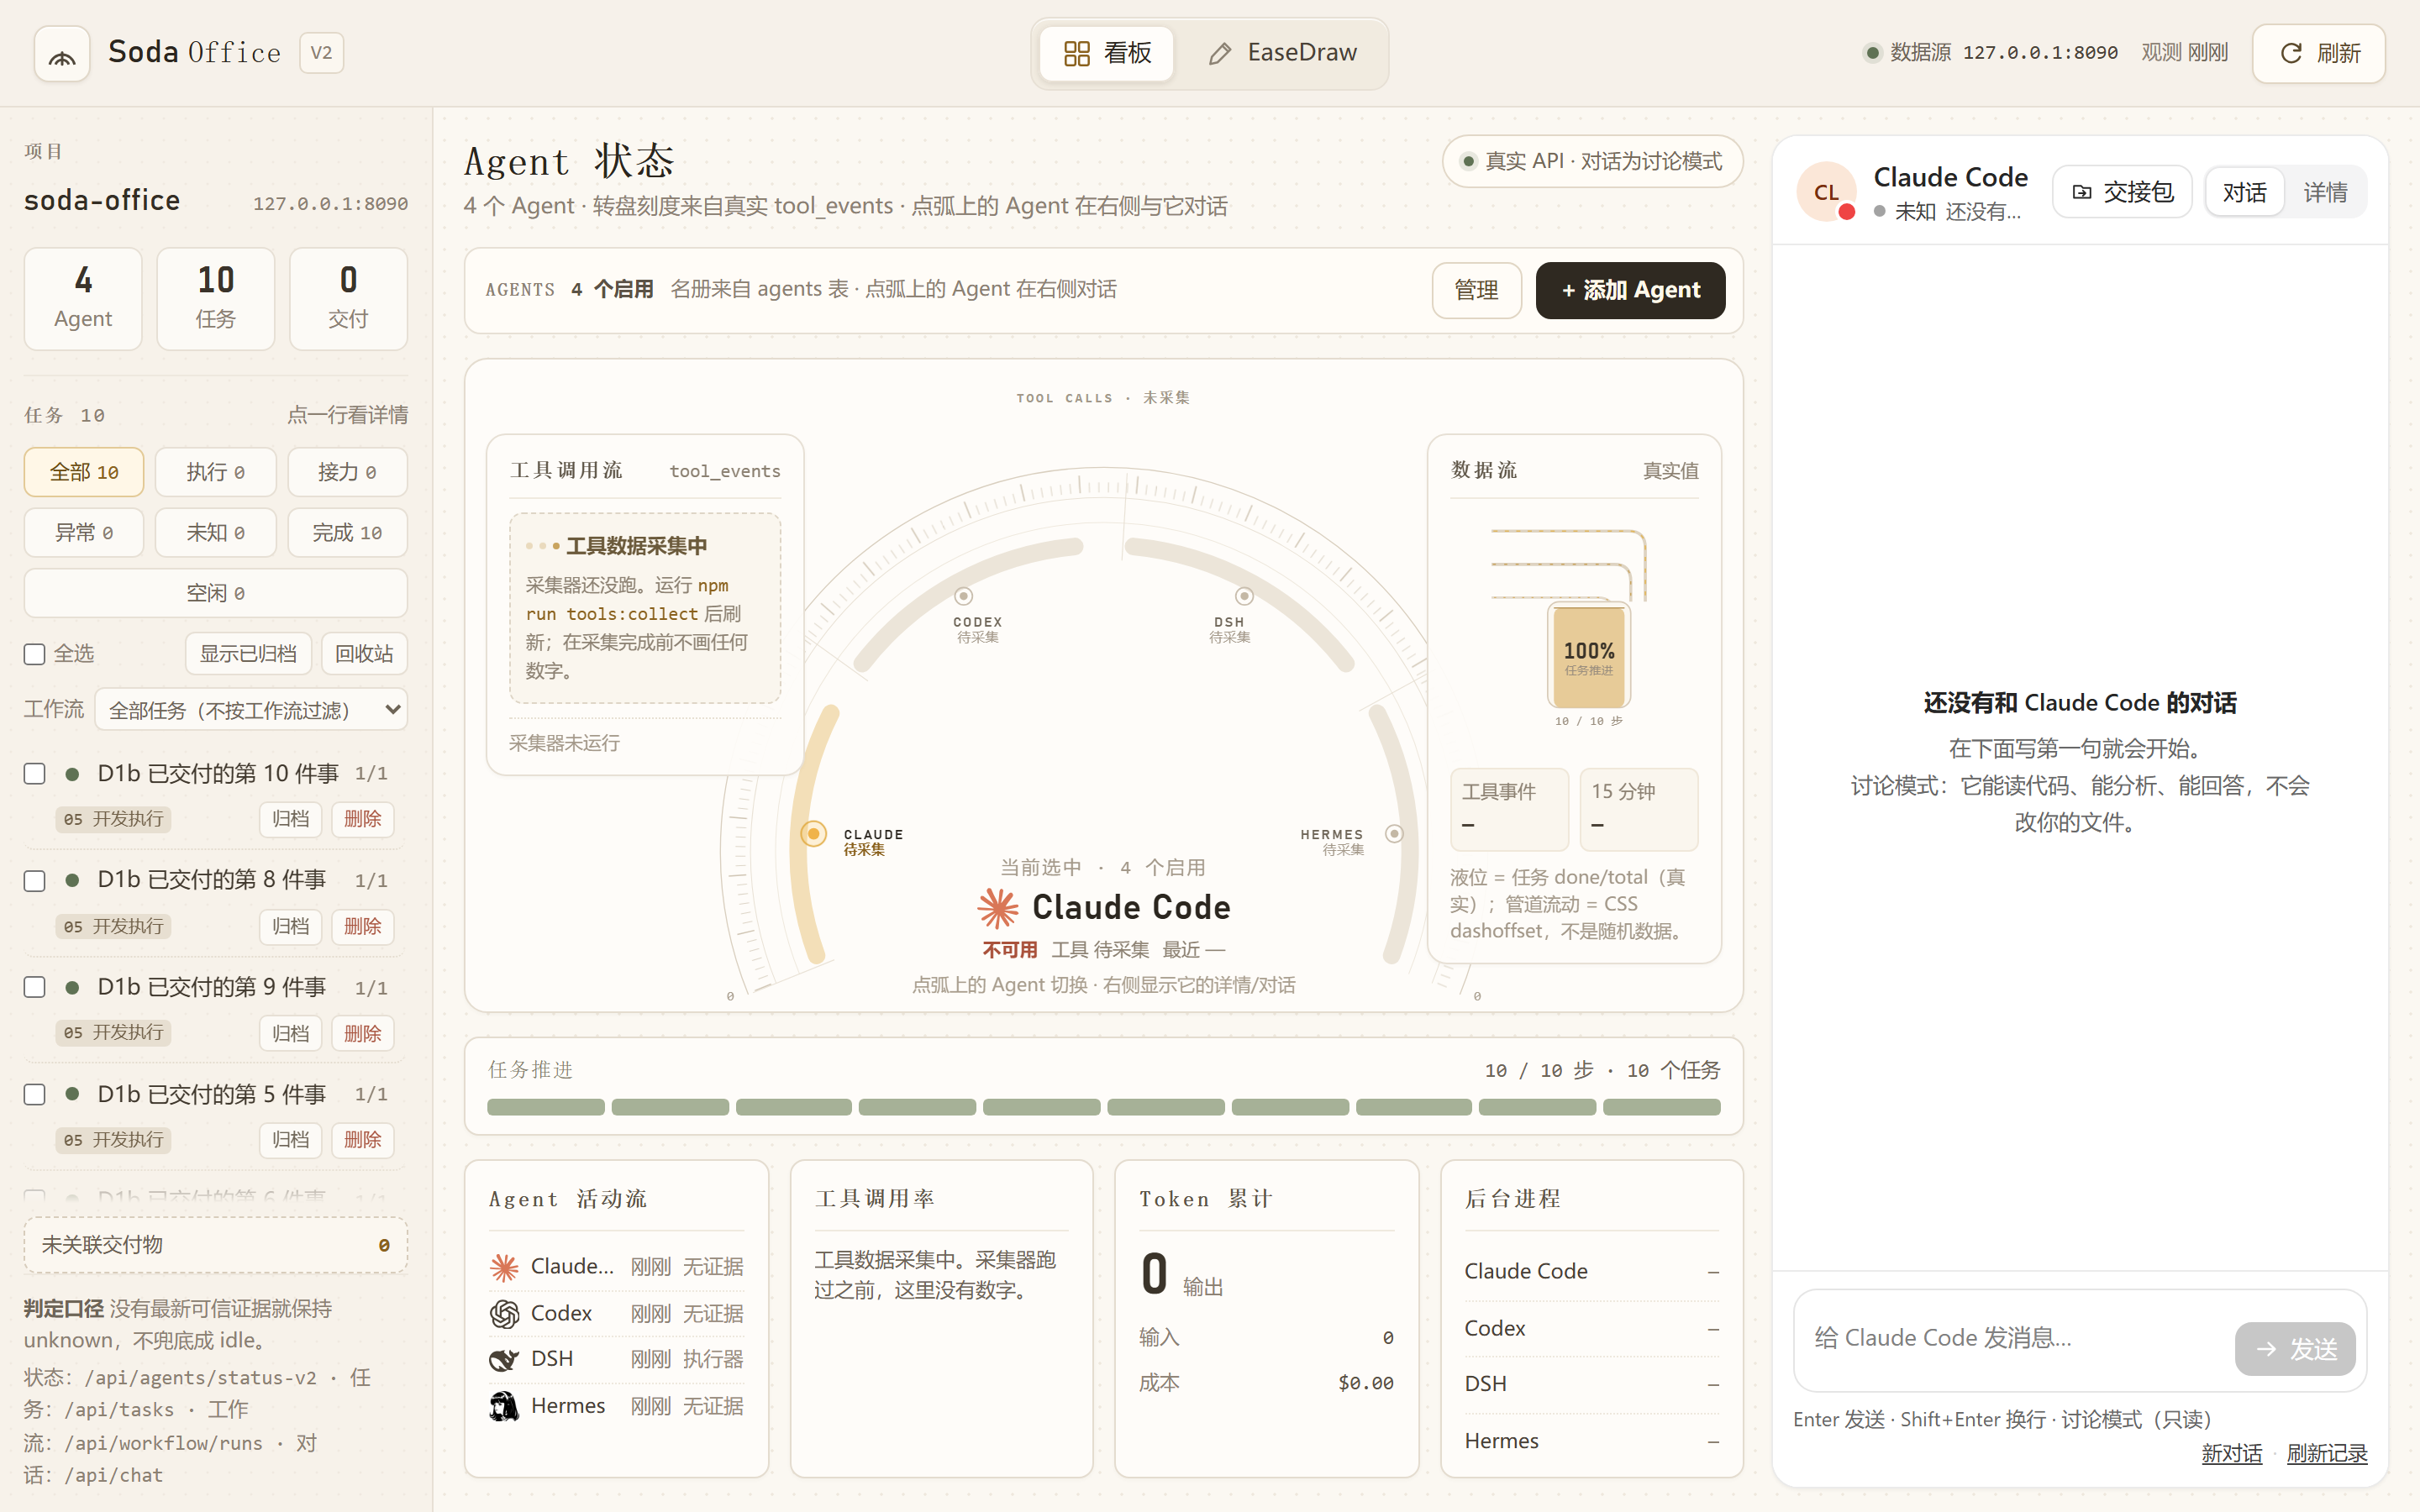 Soda Office V2
看板
EaseDraw
数据源 127.0.0.1:8090 观测 刚刚
刷新
项目
soda-office 127.0.0.1:8090
4 Agent
10 任务
0 交付
任务 10 点一行看详情
全部 10
执行 0
接力 0
异常 0
未知 0
完成 10
空闲 0
全选
显示已归档
回收站
工作流 全部任务（不按工作流过滤）
D1b 已交付的第 10 件事 1/1
05 开发执行 归档 删除
D1b 已交付的第 8 件事 1/1
05 开发执行 归档 删除
D1b 已交付的第 9 件事 1/1
05 开发执行 归档 删除
D1b 已交付的第 5 件事 1/1
05 开发执行 归档 删除
D1b 已交付的第 6 件事 1/1
未关联交付物 0
判定口径 没有最新可信证据就保持
unknown，不兜底成 idle。
状态：/api/agents/status-v2 · 任
务：/api/tasks · 工作
流：/api/workflow/runs · 对
话：/api/chat
Agent 状态
4 个 Agent · 转盘刻度来自真实 tool_events · 点弧上的 Agent 在右侧与它对话
真实 API · 对话为讨论模式
AGENTS 4 个启用 名册来自 agents 表 · 点弧上的 Agent 在右侧对话
管理
+ 添加 Agent
TOOL CALLS · 未采集
工具调用流 tool_events
工具数据采集中
采集器还没跑。运行 npm
run tools:collect 后刷
新；在采集完成前不画任何
数字。
采集器未运行
CODEX
待采集
DSH
待采集
CLAUDE
待采集
HERMES
待采集
当前选中 · 4 个启用
Claude Code
不可用 工具 待采集 最近 —
点弧上的 Agent 切换 · 右侧显示它的详情/对话
0
0
数据流 真实值
100%
任务推进
10 / 10 步
工具事件
–
15 分钟
–
液位 = 任务 done/total（真
实）；管道流动 = CSS
dashoffset，不是随机数据。
任务推进 10 / 10 步 · 10 个任务
Agent 活动流
Claude... 刚刚 无证据
Codex 刚刚 无证据
DSH 刚刚 执行器
Hermes 刚刚 无证据
工具调用率
工具数据采集中。采集器跑
过之前，这里没有数字。
Token 累计
0 输出
输入 0
成本 $0.00
后台进程
Claude Code –
Codex –
DSH –
Hermes –
CL
Claude Code
未知 还没有...
交接包
对话
详情
还没有和 Claude Code 的对话
在下面写第一句就会开始。
讨论模式：它能读代码、能分析、能回答，不会
改你的文件。
给 Claude Code 发消息...
发送
Enter 发送 · Shift+Enter 换行 · 讨论模式（只读）
新对话 · 刷新记录